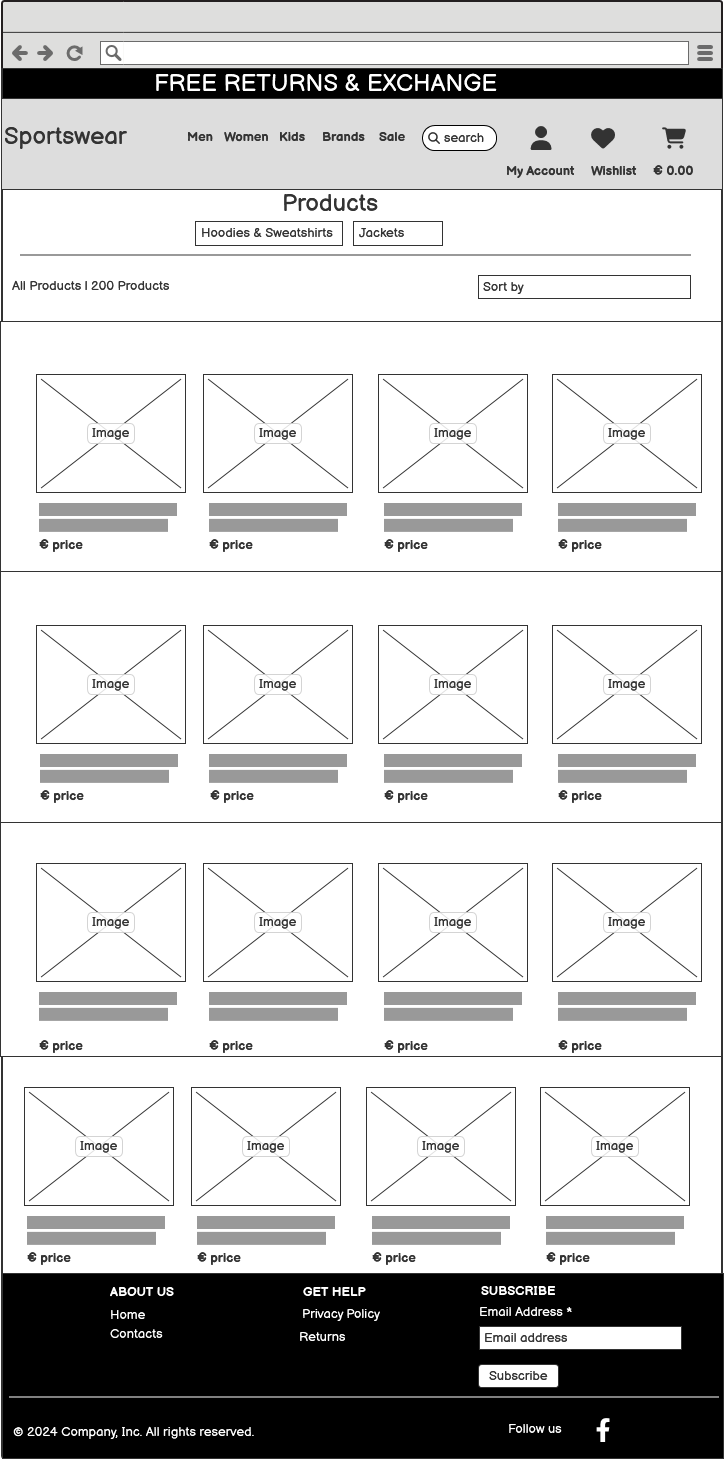 FREE RETURNS & EXCHANGE
Sportswear
Men Women Kids Brands Sale search
My Account Wishlist € 0.00
Products
Hoodies & Sweatshirts Jackets
All Products | 200 Products Sort by
Image Image Image Image
€ price € price € price € price
Image Image Image Image
€ price € price € price € price
Image Image Image Image
€ price € price € price € price
Image Image Image Image
€ price € price € price € price
ABOUT US
Home
Contacts
GET HELP
Privacy Policy
Returns
SUBSCRIBE
Email Address *
Email address
Subscribe
© 2024 Company, Inc. All rights reserved. Follow us